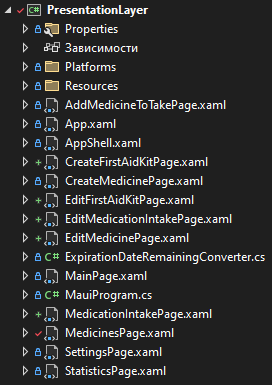 PresentationLayer
Properties
Зависимости
Platforms
Resources
AddMedicineToTakePage.xaml
App.xaml
AppShell.xaml
CreateFirstAidKitPage.xaml
CreateMedicinePage.xaml
EditFirstAidKitPage.xaml
EditMedicationIntakePage.xaml
EditMedicinePage.xaml
C# ExpirationDateRemainingConverter.cs
MainPage.xaml
C# MauiProgram.cs
MedicationIntakePage.xaml
MedicinesPage.xaml
SettingsPage.xaml
StatisticsPage.xaml